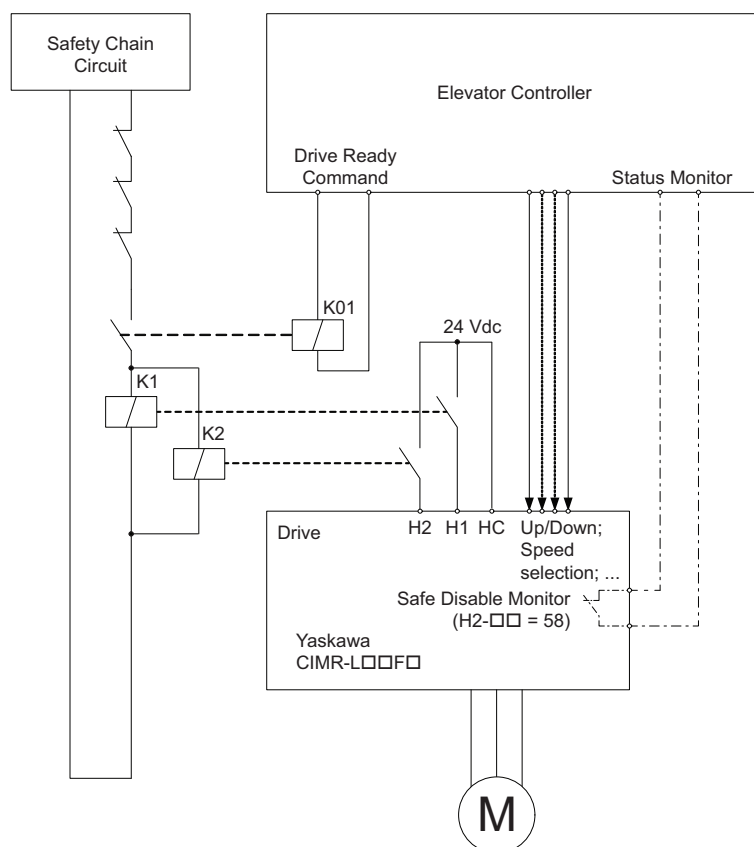 Safety Chain
Circuit
Elevator Controller
Drive Ready
Command
Status Monitor
K01
24 Vdc
K1
K2
Drive
H2
H1
HC
Up/Down;
Speed
selection; ...
Safe Disable Monitor
(H2-□□ = 58)
Yaskawa
CIMR-L□□F□
M